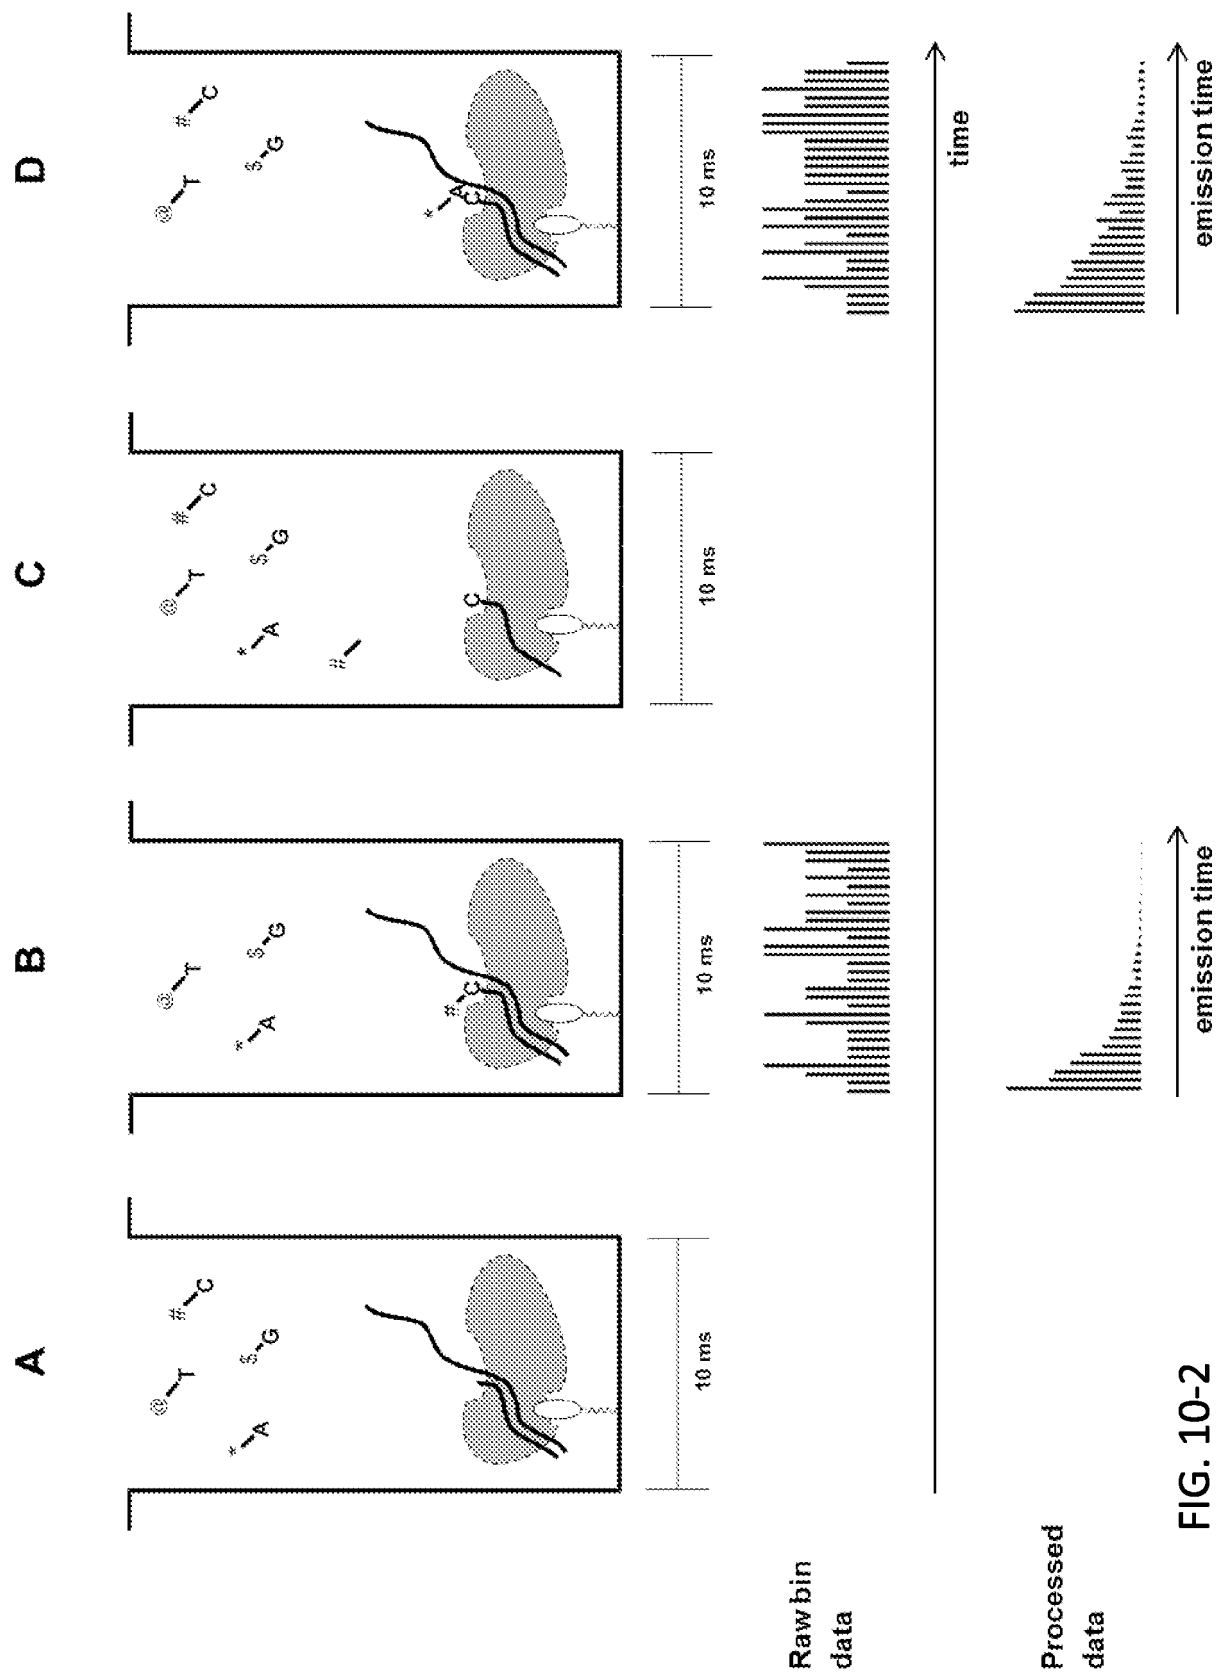 A
B
C
D
@-T
#-C
*-A
$-G
@-T
*-A
$-G
#-C
@-T
#-C
*-A
$-G
#
C
@-T
#-C
$-G
*-A
C
10 ms
10 ms
10 ms
10 ms
Raw bin
data
time
Processed
data
emission time
emission time
FIG. 10-2